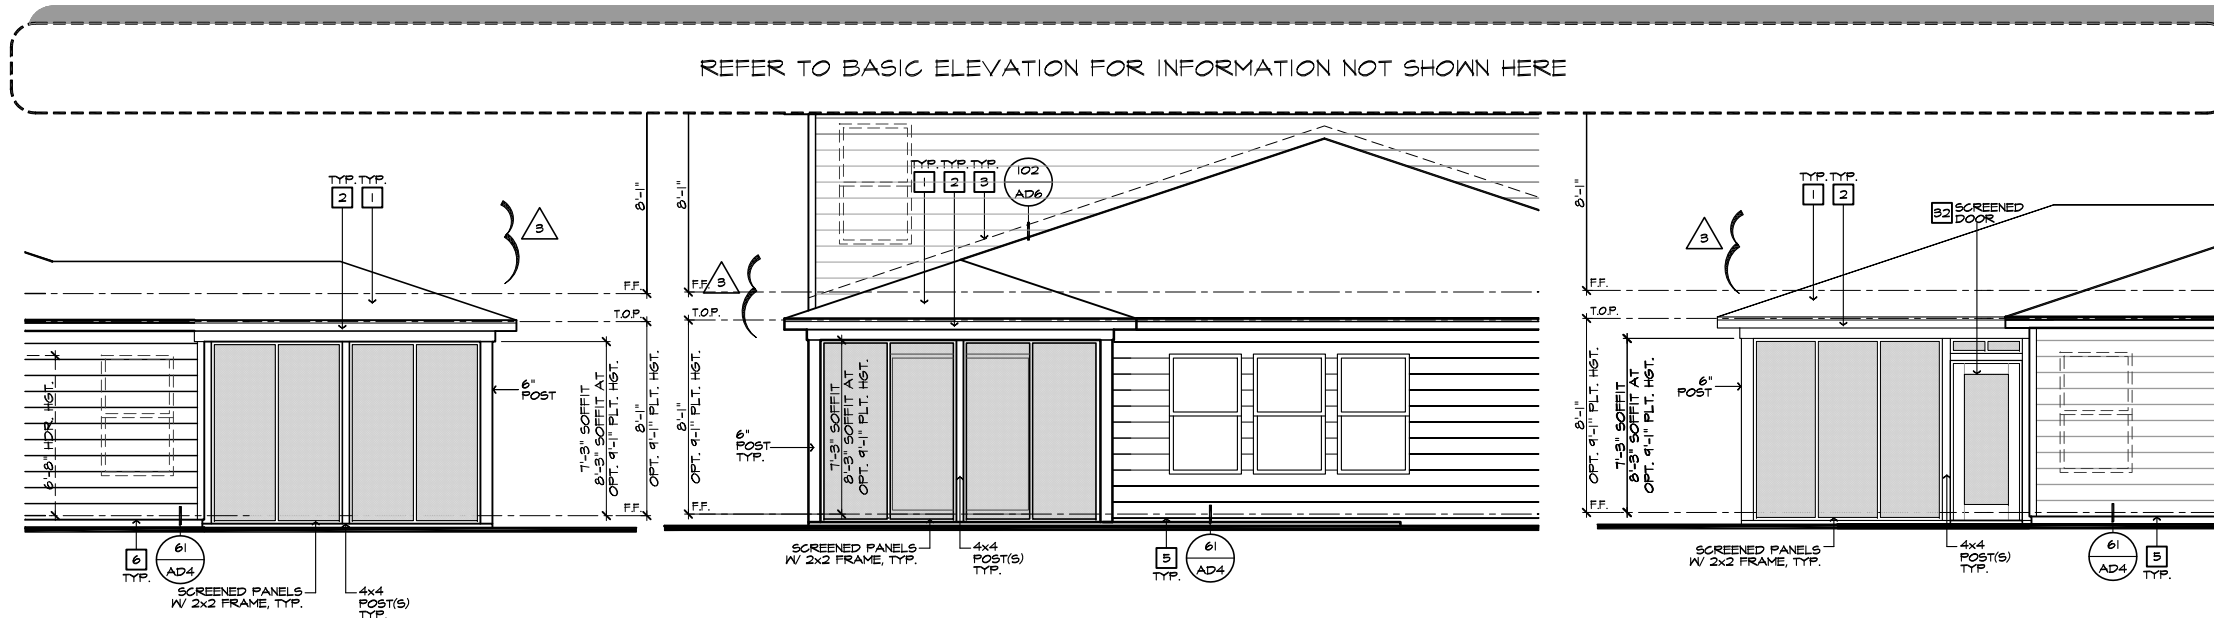 REFER TO BASIC ELEVATION FOR INFORMATION NOT SHOWN HERE
TYP. TYP.
2 1
3
8'-1"
F.F.
T.O.P.
6'-8" HDR. HGT.
6"
POST
7'-3" SOFFIT
8'-3" SOFFIT AT
OPT. 9'-1" PLT. HGT.
8'-1"
OPT. 9'-1" PLT. HGT.
F.F.
6
TYP.
61
AD4
SCREENED PANELS
W/ 2x2 FRAME, TYP.
4x4
POST(S)
TYP.
8'-1"
TYP. TYP. TYP.
1 2 3
102
AD6
3
F.F.
T.O.P.
8'-1"
OPT. 9'-1" PLT. HGT.
6"
POST
TYP.
7'-3" SOFFIT
8'-3" SOFFIT AT
OPT. 9'-1" PLT. HGT.
F.F.
SCREENED PANELS
W/ 2x2 FRAME, TYP.
4x4
POST(S)
TYP.
5
TYP.
61
AD4
8'-1"
TYP. TYP.
1 2
32 SCREENED
DOOR
3
F.F.
T.O.P.
8'-1"
OPT. 9'-1" PLT. HGT.
7'-3" SOFFIT
8'-3" SOFFIT AT
OPT. 9'-1" PLT. HGT.
6"
POST
F.F.
SCREENED PANELS
W/ 2x2 FRAME, TYP.
4x4
POST(S)
TYP.
61
AD4
5
TYP.